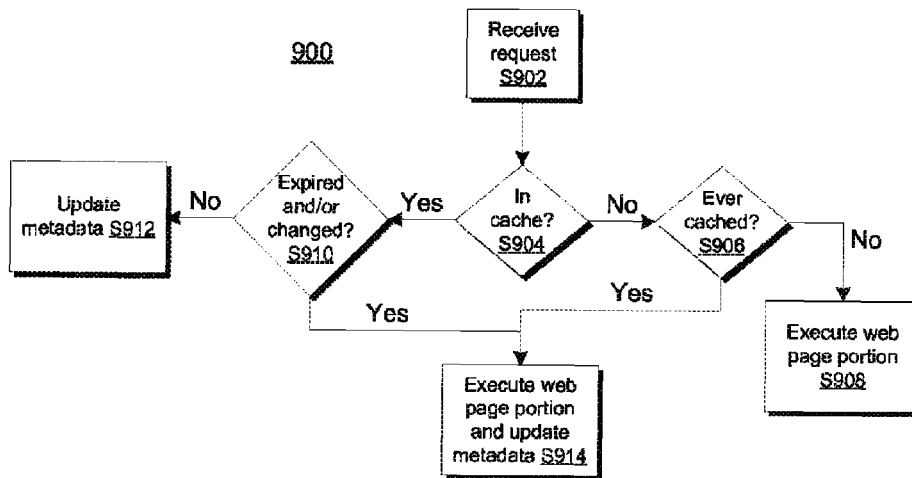 900
Receive
request
S902
In
cache?
S904
Yes
No
Expired
and/or
changed?
S910
No
Update
metadata S912
Yes
Ever
cached?
S906
No
Yes
Execute web
page portion
S908
Execute web
page portion
and update
metadata S914